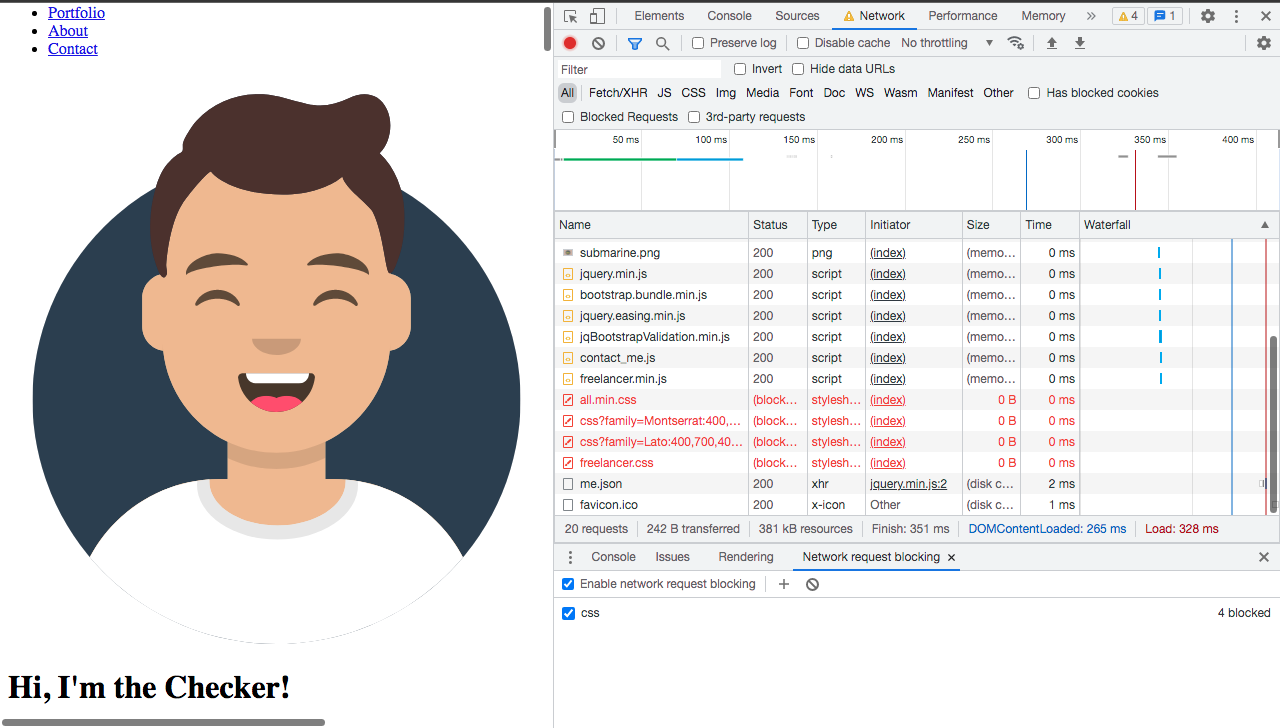 Portfolio
About
Contact
Hi, I'm the Checker!
Elements Console Sources Network Performance Memory » 4 1
Preserve log Disable cache No throttling
Filter Invert Hide data URLs
All Fetch/XHR JS CSS Img Media Font Doc WS Wasm Manifest Other Has blocked cookies
Blocked Requests 3rd-party requests
50 ms 100 ms 150 ms 200 ms 250 ms 300 ms 350 ms 400 ms
Name Status Type Initiator Size Time Waterfall
submarine.png 200 png (index) (memo… 0 ms
jquery.min.js 200 script (index) (memo… 0 ms
bootstrap.bundle.min.js 200 script (index) (memo… 0 ms
jquery.easing.min.js 200 script (index) (memo… 0 ms
jqBootstrapValidation.min.js 200 script (index) (memo… 0 ms
contact_me.js 200 script (index) (memo… 0 ms
freelancer.min.js 200 script (index) (memo… 0 ms
all.min.css (block… stylesh… (index) 0 B 0 ms
css?family=Montserrat:400,… (block… stylesh… (index) 0 B 0 ms
css?family=Lato:400,700,40… (block… stylesh… (index) 0 B 0 ms
freelancer.css (block… stylesh… (index) 0 B 0 ms
me.json 200 xhr jquery.min.js:2 (disk c… 2 ms
favicon.ico 200 x-icon Other (disk c… 1 ms
20 requests 242 B transferred 381 kB resources Finish: 351 ms DOMContentLoaded: 265 ms Load: 328 ms
Console Issues Rendering Network request blocking ×
Enable network request blocking
css 4 blocked